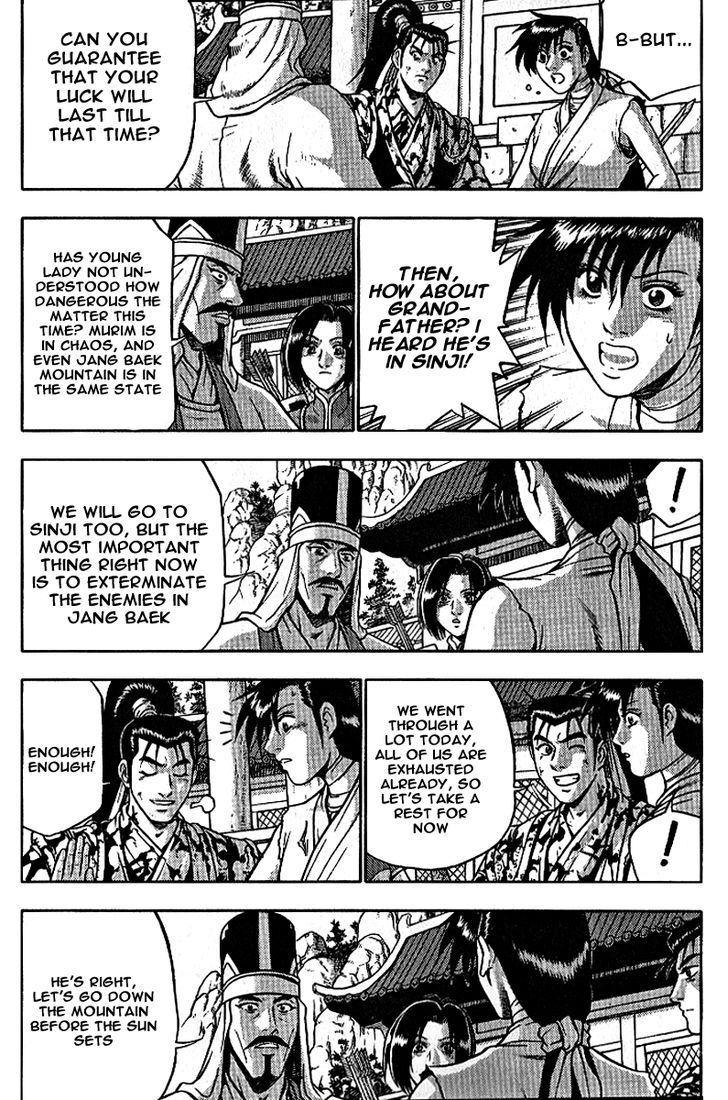 CAN YOU
GUARANTEE
THAT YOUR
LUCK WILL
LAST TILL
THAT TIME?
B-BUT...
HAS YOUNG
LADY NOT UN-
DERSTOOD HOW
DANGEROUS THE
MATTER THIS
TIME? MURIM IS
IN CHAOS, AND
EVEN JANG BAEK
MOUNTAIN IS IN
THE SAME STATE
THEN,
HOW ABOUT
GRAND-
FATHER? I
HEARD HE'S
IN SINJI!
WE WILL GO TO
SINJI TOO, BUT THE
MOST IMPORTANT
THING RIGHT NOW
IS TO EXTERMINATE
THE ENEMIES IN
JANG BAEK
!
ENOUGH!
ENOUGH!
WE WENT
THROUGH A
LOT TODAY,
ALL OF US ARE
EXHAUSTED
ALREADY, SO
LET'S TAKE A
REST FOR
NOW
!
HE'S RIGHT,
LET'S GO DOWN
THE MOUNTAIN
BEFORE THE SUN
SETS